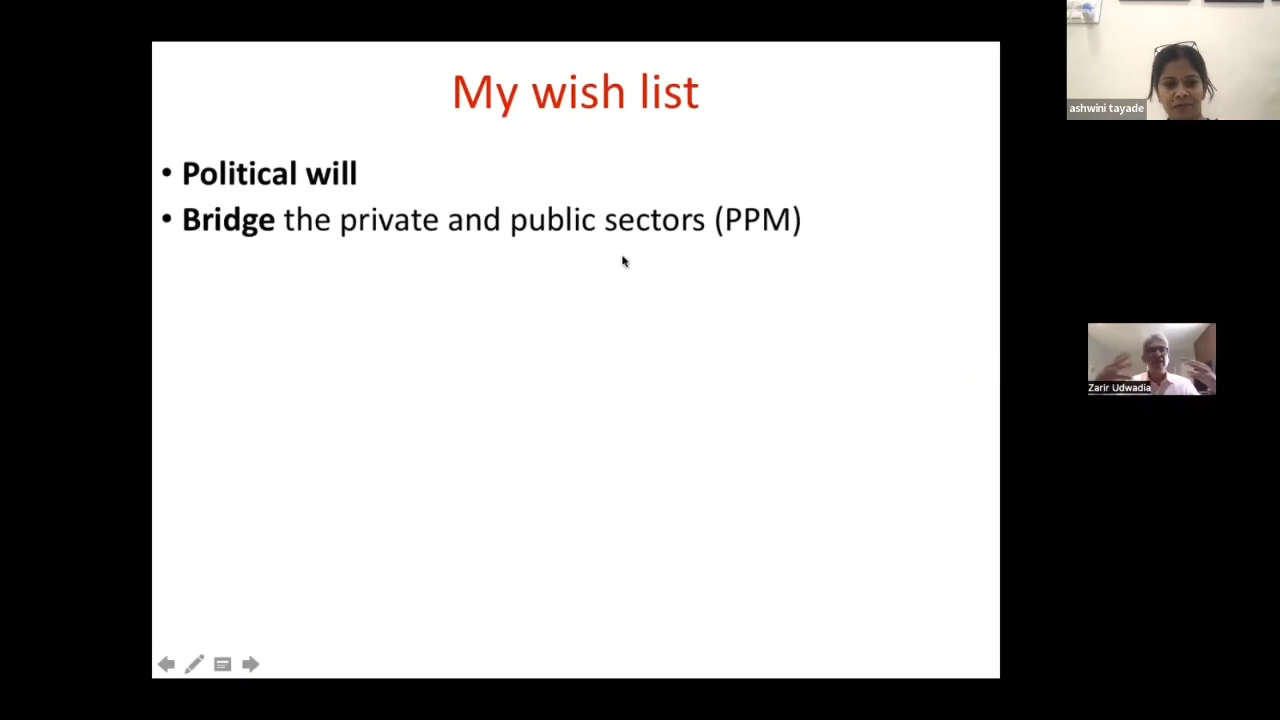 My wish list
• Political will
• Bridge the private and public sectors (PPM)
ashwini tayade
Zarir Udwadia